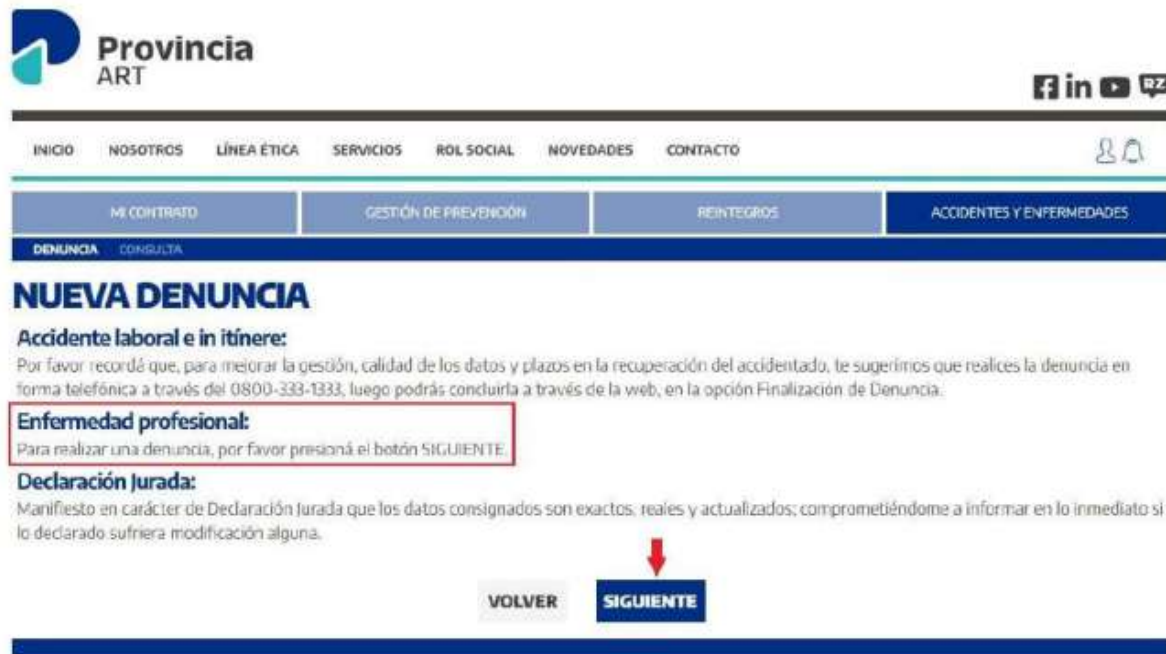 Provincia
ART
INICIO NOSOTROS LÍNEA ÉTICA SERVICIOS ROL SOCIAL NOVEDADES CONTACTO
MI CONTRATO GESTIÓN DE PREVENCIÓN REINTEGROS ACCIDENTES Y ENFERMEDADES
DENUNCIA CONSULTA
NUEVA DENUNCIA
Accidente laboral e in itínere:
Por favor recordá que, para mejorar la gestión, calidad de los datos y plazos en la recuperación del accidentado, te sugerimos que realices la denuncia en
forma telefónica a través del 0800-333-1333, luego podrás concluirla a través de la web, en la opción Finalización de Denuncia.
Enfermedad profesional:
Para realizar una denuncia, por favor presioná el botón SIGUIENTE.
Declaración Jurada:
Manifiesto en carácter de Declaración Jurada que los datos consignados son exactos, reales y actualizados; comprometiéndome a informar en lo inmediato si
lo declarado sufriera modificación alguna.
VOLVER SIGUIENTE